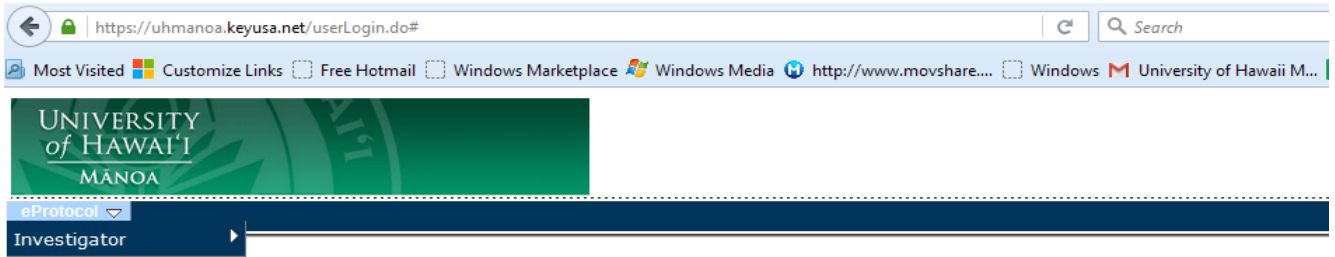 https://uhmanoa.keyusa.net/userLogin.do# Search
Most Visited Customize Links Free Hotmail Windows Marketplace Windows Media http://www.movshare.... Windows University of Hawaii M...
UNIVERSITY
of HAWAI‘I
MĀNOA
eProtocol
Investigator